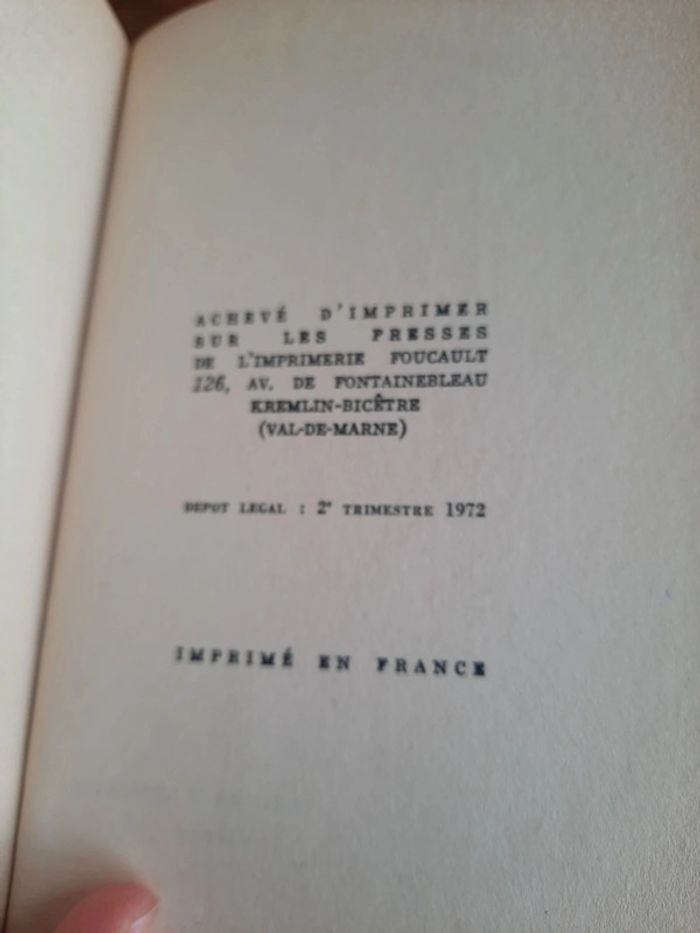 ACHEVÉ D'IMPRIMER
SUR LES PRESSES
DE L'IMPRIMERIE FOUCAULT
126, AV. DE FONTAINEBLEAU
KREMLIN-BICÊTRE
(VAL-DE-MARNE)
DEPOT LEGAL : 2e TRIMESTRE 1972
IMPRIMÉ EN FRANCE